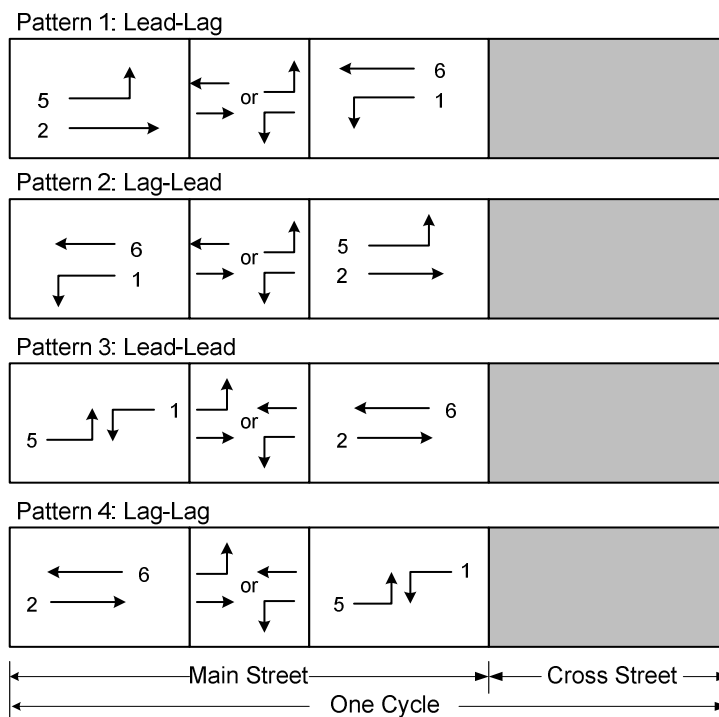 Pattern 1: Lead-Lag
5
2
or
6
1
Pattern 2: Lag-Lead
6
1
or
5
2
Pattern 3: Lead-Lead
5
1
or
6
2
Pattern 4: Lag-Lag
6
2
or
5
1
Main Street
Cross Street
One Cycle